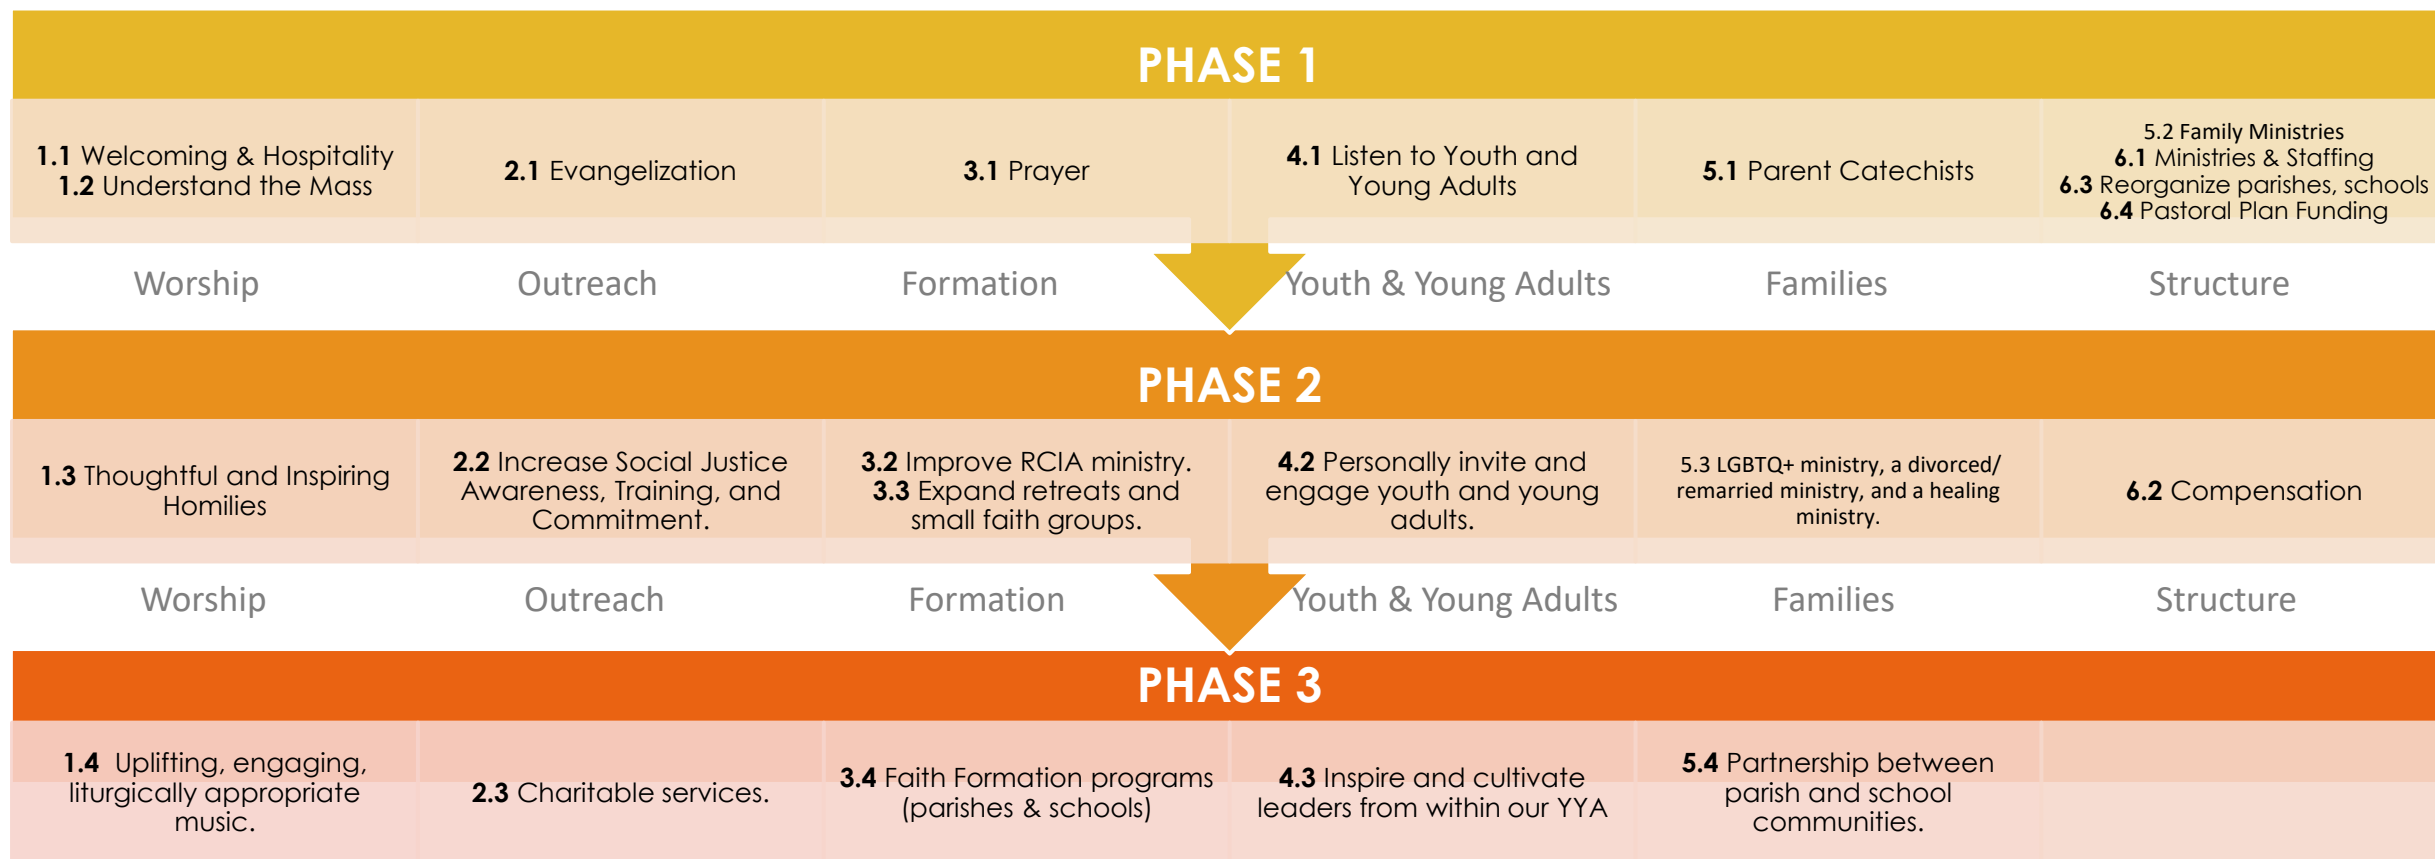 PHASE 1
1.1 Welcoming & Hospitality
1.2 Understand the Mass
2.1 Evangelization
3.1 Prayer
4.1 Listen to Youth and
Young Adults
5.1 Parent Catechists
5.2 Family Ministries
6.1 Ministries & Staffing
6.3 Reorganize parishes, schools
6.4 Pastoral Plan Funding
Worship
Outreach
Formation
Youth & Young Adults
Families
Structure
PHASE 2
1.3 Thoughtful and Inspiring
Homilies
2.2 Increase Social Justice
Awareness, Training, and
Commitment.
3.2 Improve RCIA ministry.
3.3 Expand retreats and
small faith groups.
4.2 Personally invite and
engage youth and young
adults.
5.3 LGBTQ+ ministry, a divorced/
remarried ministry, and a healing
ministry.
6.2 Compensation
Worship
Outreach
Formation
Youth & Young Adults
Families
Structure
PHASE 3
1.4 Uplifting, engaging,
liturgically appropriate
music.
2.3 Charitable services.
3.4 Faith Formation programs
(parishes & schools)
4.3 Inspire and cultivate
leaders from within our YYA
5.4 Partnership between
parish and school
communities.